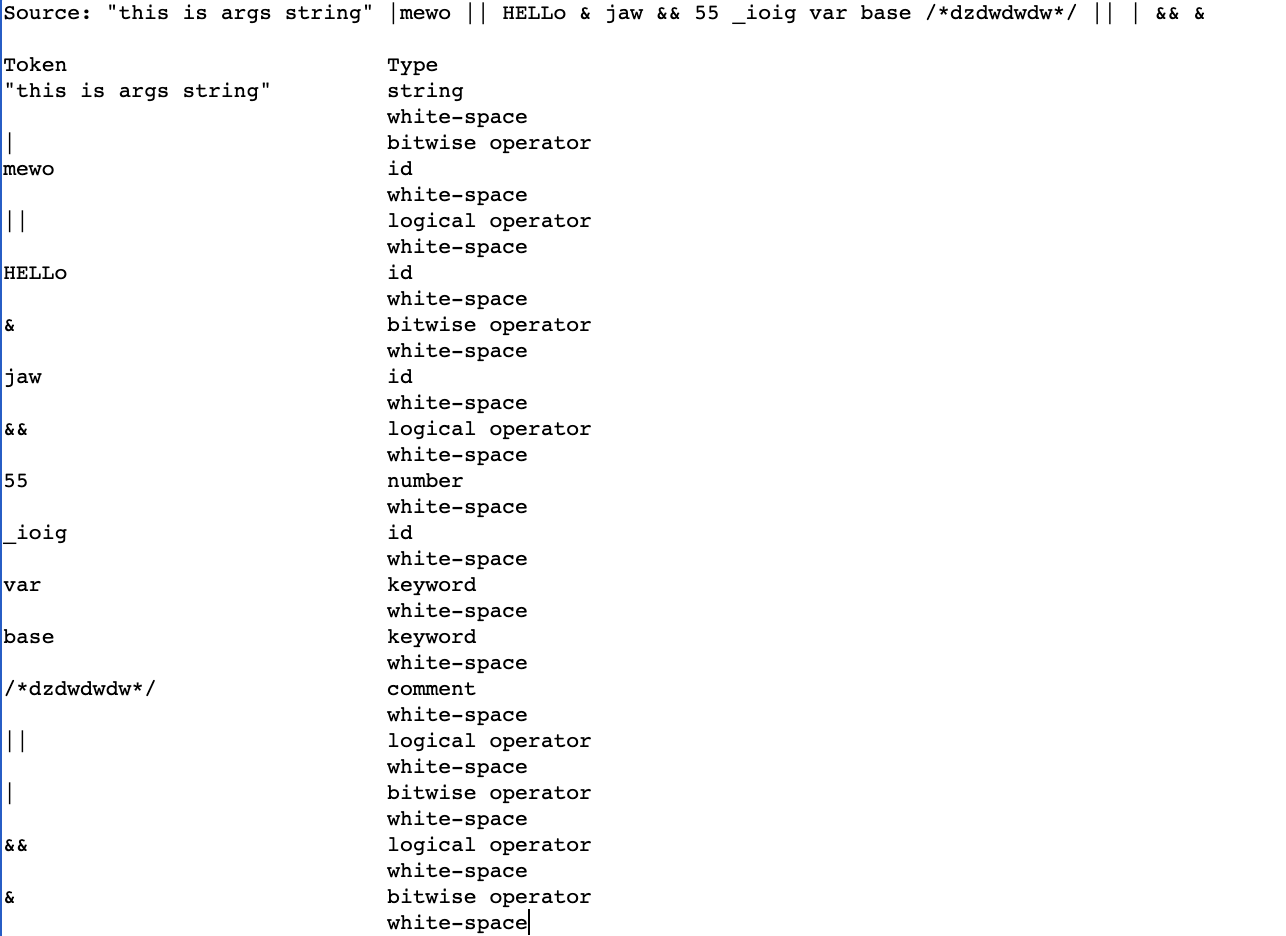 Source: "this is args string" |mewo || HELLo & jaw && 55 _ioig var base /*dzdwdwdw*/ || | && &
Token Type
"this is args string" string
white-space
| bitwise operator
mewo id
white-space
|| logical operator
white-space
HELLo id
white-space
& bitwise operator
white-space
jaw id
white-space
&& logical operator
white-space
55 number
white-space
_ioig id
white-space
var keyword
white-space
base keyword
white-space
/*dzdwdwdw*/ comment
white-space
|| logical operator
white-space
| bitwise operator
white-space
&& logical operator
white-space
& bitwise operator
white-space